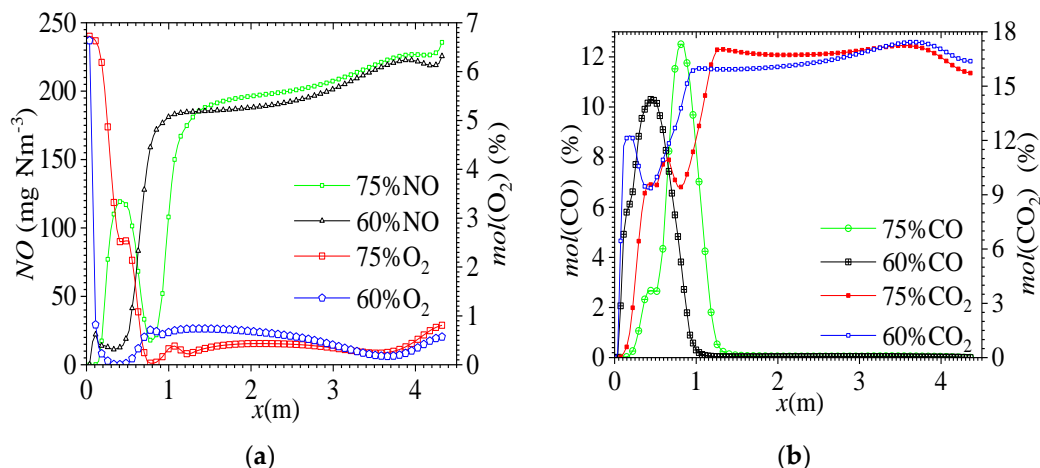 250
200
150
100
50
0
NO (mg Nm-3)
7
6
5
4
3
2
1
0
mol(O2) (%)
75%NO
60%NO
75%O2
60%O2
0 1 2 3 4
x(m)
(a)
12
10
8
6
4
2
0
mol(CO) (%)
18
15
12
9
6
3
0
mol(CO2) (%)
75%CO
60%CO
75%CO2
60%CO2
0 1 2 3 4
x(m)
(b)